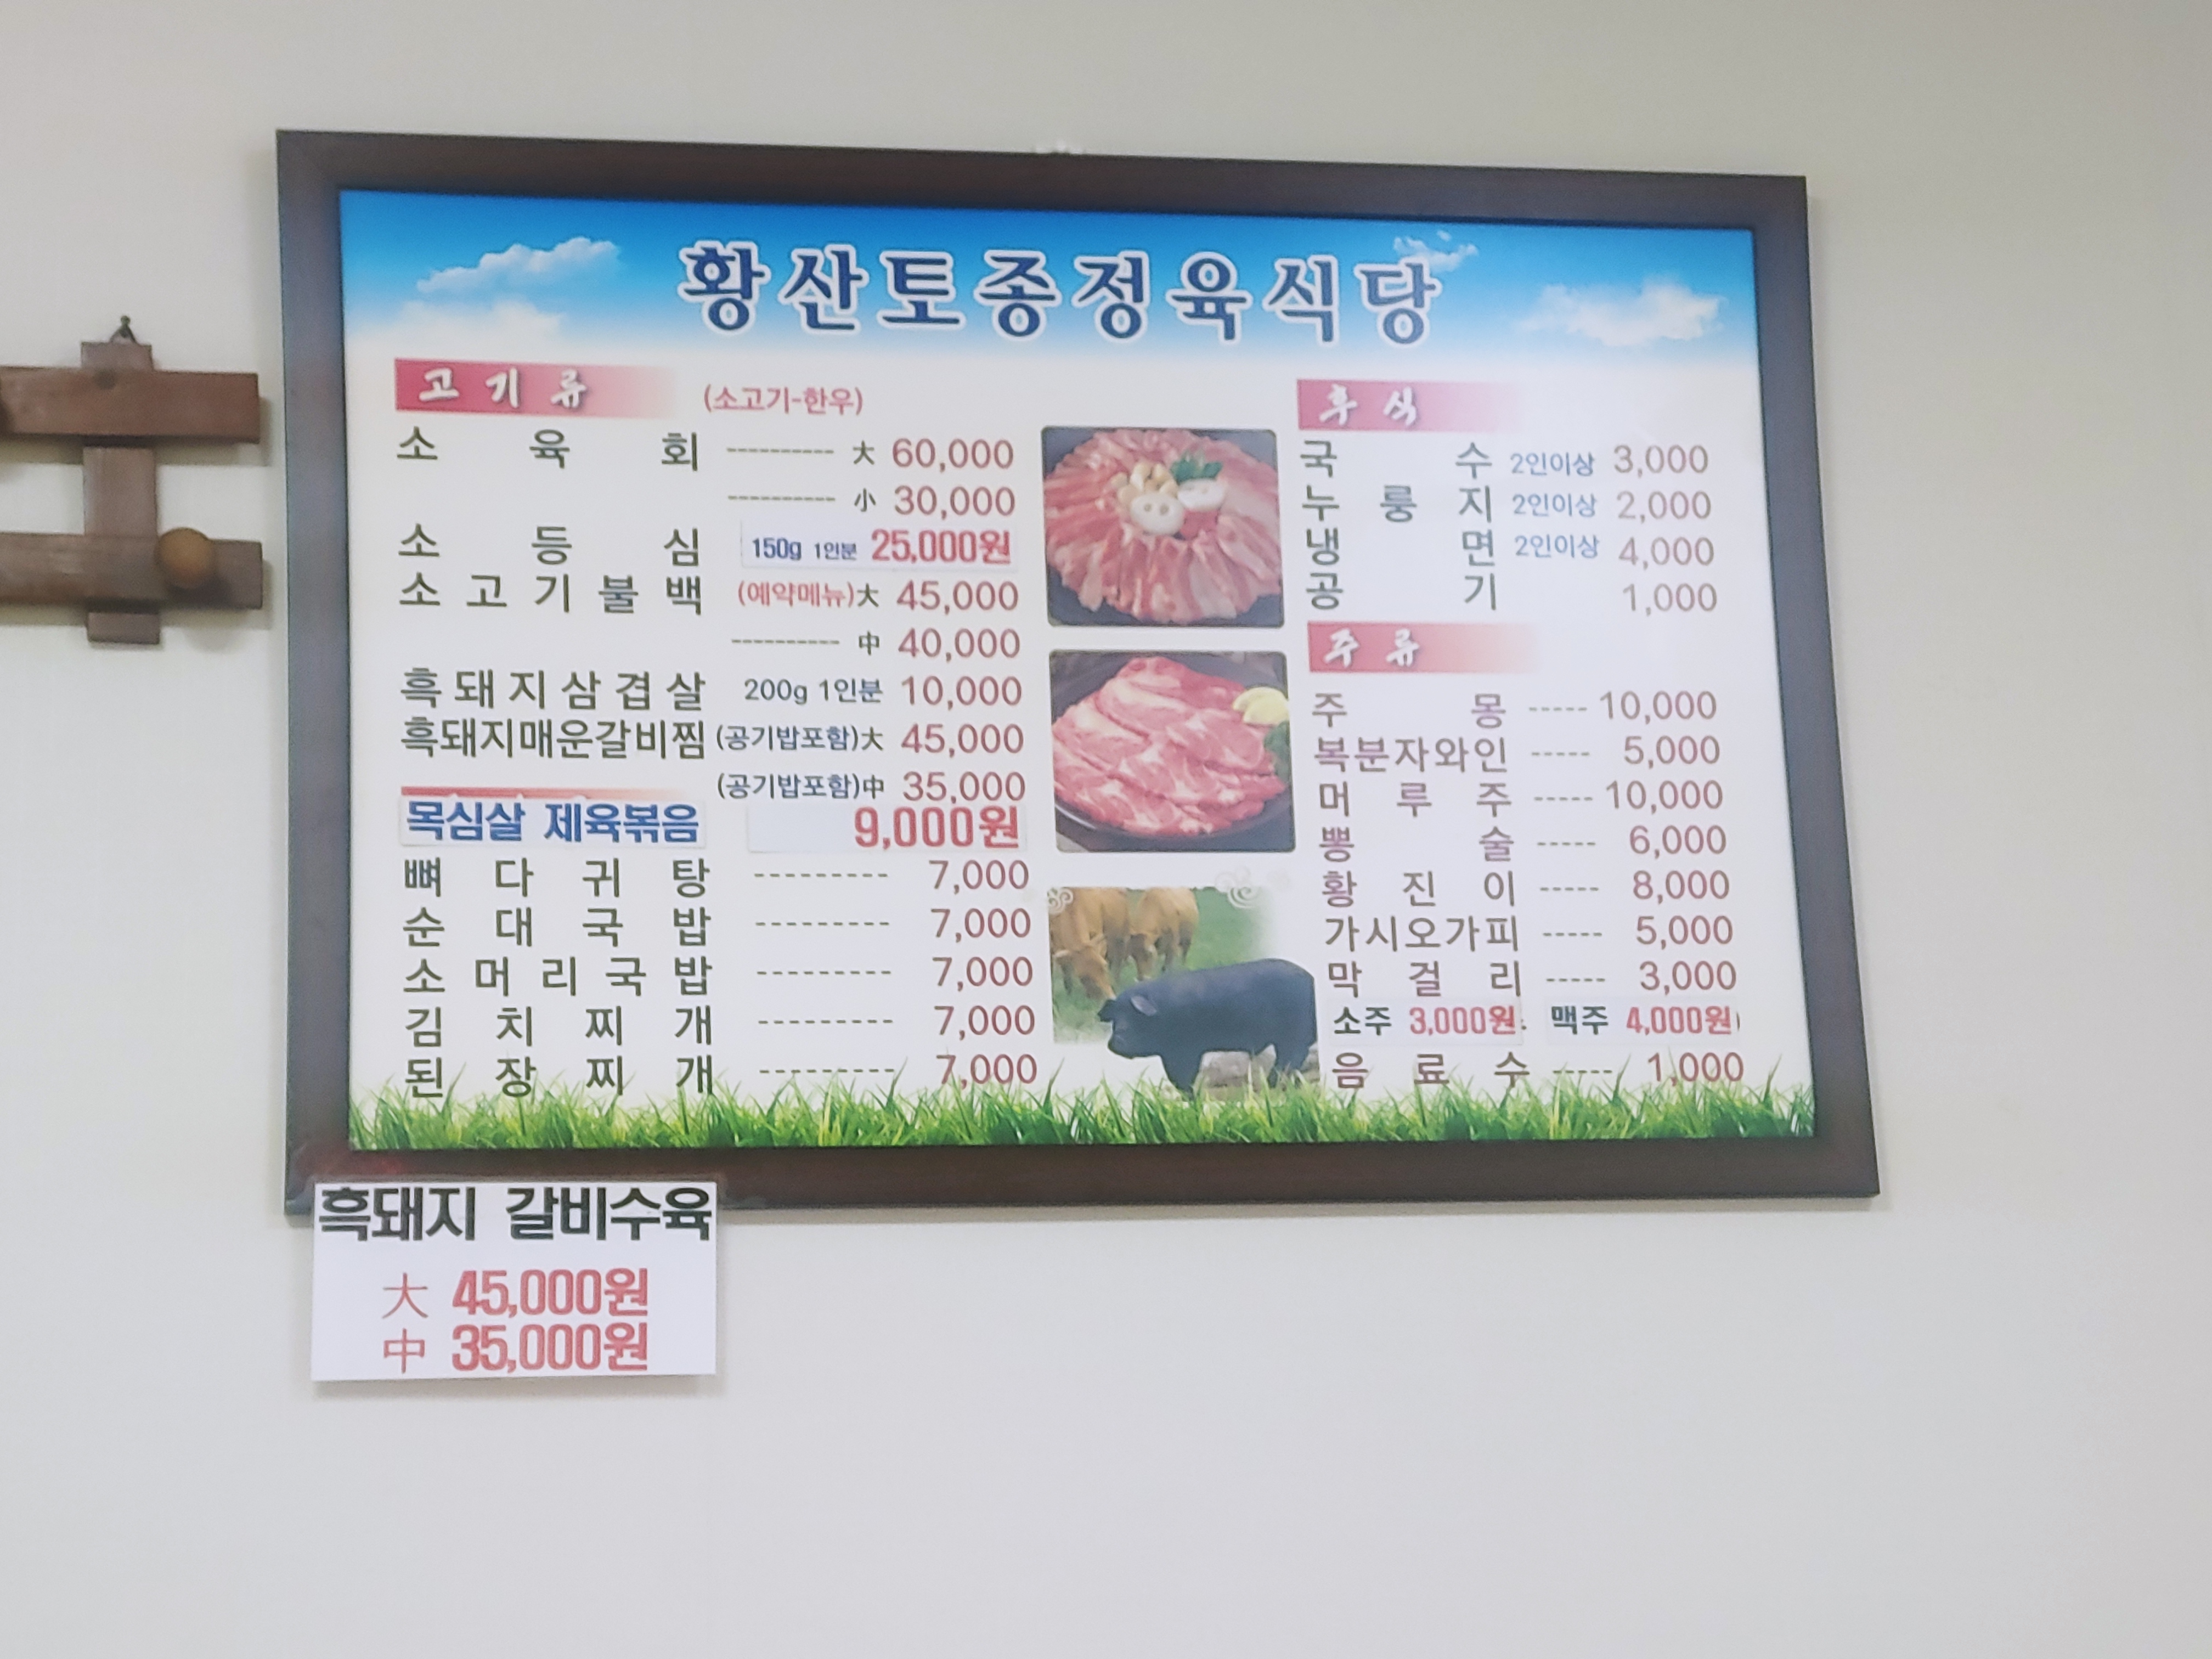 황산토종정육식당
고기류 (소고기-한우)
소육회 ---------- 大 60,000
---------- 小 30,000
소등심 150g 1인분 25,000원
소고기불백 (예약메뉴)大 45,000
---------- 中 40,000
흑돼지삼겹살 200g 1인분 10,000
흑돼지매운갈비찜 (공기밥포함)大 45,000
(공기밥포함)中 35,000
목심살 제육볶음 9,000원
뼈다귀탕 --------- 7,000
순대국밥 --------- 7,000
소머리국밥 --------- 7,000
김치찌개 --------- 7,000
된장찌개 --------- 7,000
후식
국수 2인이상 3,000
누룽지 2인이상 2,000
냉면 2인이상 4,000
공기 1,000
주류
주몽 ----- 10,000
복분자와인 ----- 5,000
머루주 ----- 10,000
뽕술 ----- 6,000
황진이 ----- 8,000
가시오가피 ----- 5,000
막걸리 ----- 3,000
소주 3,000원 맥주 4,000원
음료수 ----- 1,000
흑돼지 갈비수육
大 45,000원
中 35,000원